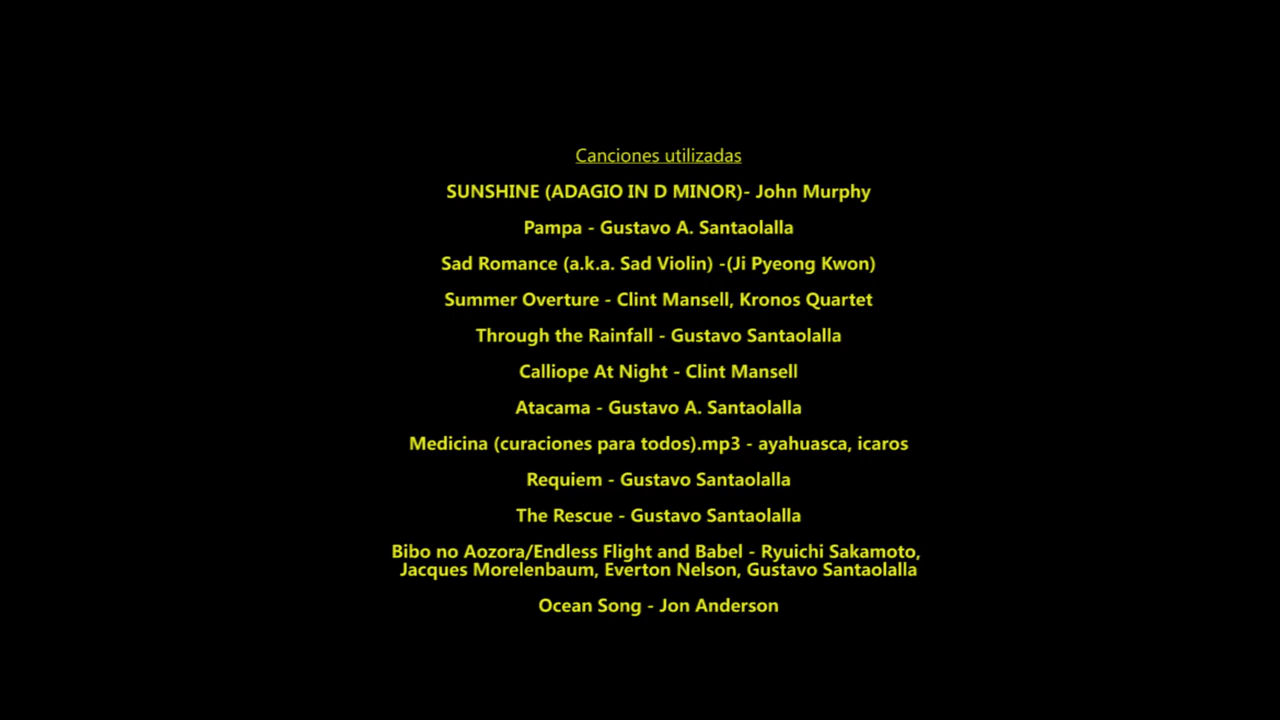 Canciones utilizadas
SUNSHINE (ADAGIO IN D MINOR)- John Murphy
Pampa - Gustavo A. Santaolalla
Sad Romance (a.k.a. Sad Violin) -(Ji Pyeong Kwon)
Summer Overture - Clint Mansell, Kronos Quartet
Through the Rainfall - Gustavo Santaolalla
Calliope At Night - Clint Mansell
Atacama - Gustavo A. Santaolalla
Medicina (curaciones para todos).mp3 - ayahuasca, icaros
Requiem - Gustavo Santaolalla
The Rescue - Gustavo Santaolalla
Bibo no Aozora/Endless Flight and Babel - Ryuichi Sakamoto,
Jacques Morelenbaum, Everton Nelson, Gustavo Santaolalla
Ocean Song - Jon Anderson